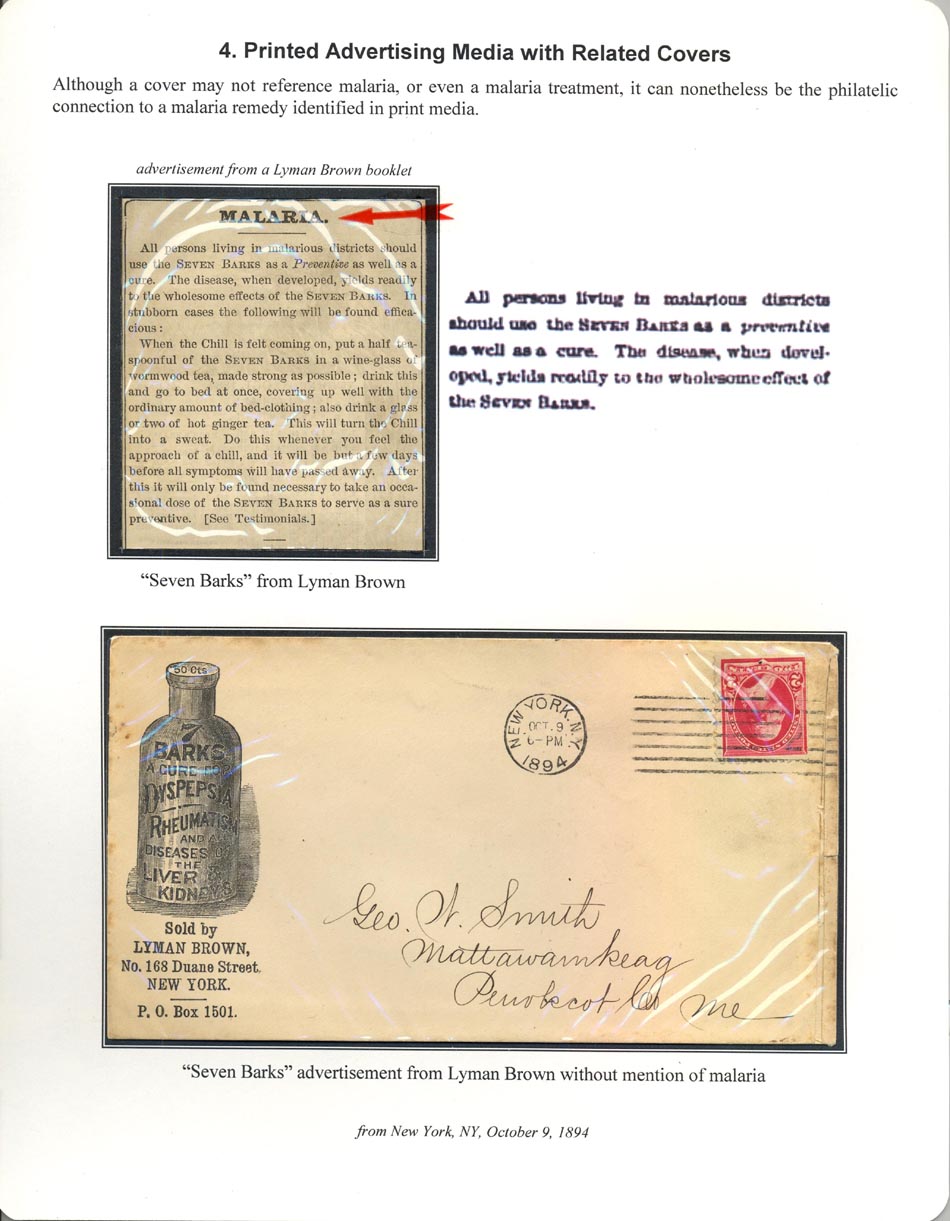 4. Printed Advertising Media with Related Covers
Although a cover may not reference malaria, or even a malaria treatment, it can nonetheless be the philatelic
connection to a malaria remedy identified in print media.
advertisement from a Lyman Brown booklet
MALARIA.
All persons living in malarious districts should
use the SEVEN BARKS as a Preventive as well as a
cure. The disease, when developed, yields readily
to the wholesome effects of the SEVEN BARKS. In
stubborn cases the following will be found effica-
cious :
When the Chill is felt coming on, put a half tea-
spoonful of the SEVEN BARKS in a wine-glass of
wormwood tea, made strong as possible ; drink this
and go to bed at once, covering up well with the
ordinary amount of bed-clothing ; also drink a glass
or two of hot ginger tea. This will turn the Chill
into a sweat. Do this whenever you feel the
approach of a chill, and it will be but a few days
before all symptoms will have passed away. After
this it will only be found necessary to take an occa-
sional dose of the SEVEN BARKS to serve as a sure
preventive. [See Testimonials.]
All persons living in malarious districts
should use the SEVEN BARKS as a preventive
as well as a cure. The disease, when devel-
oped, yields readily to the wholesome effect of
the SEVEN BARKS.
“Seven Barks” from Lyman Brown
50 Cts
7
BARKS
A CURE FOR
DYSPEPSIA
RHEUMATISM
AND ALL
DISEASES OF
THE
LIVER &
KIDNEYS
Sold by
LYMAN BROWN,
No. 168 Duane Street,
NEW YORK.
P. O. Box 1501.
NEW YORK, N.Y.
OCT. 9
6-PM
1894
2 2
Geo. W. Smith
Mattawamkeag
Penobscot Co Me
“Seven Barks” advertisement from Lyman Brown without mention of malaria
from New York, NY, October 9, 1894